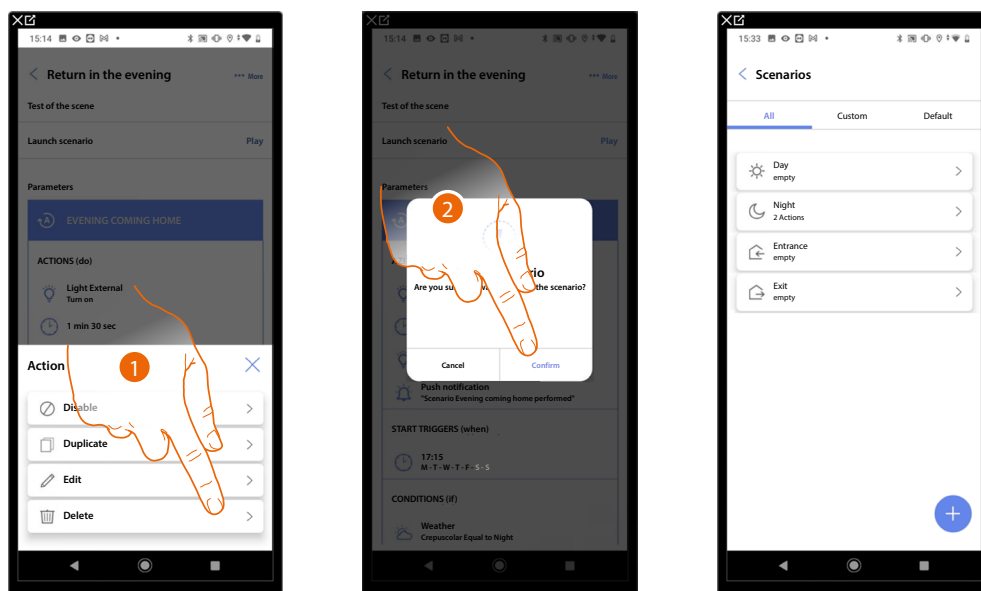 15:14
Return in the evening
••• More
Test of the scene
Launch scenario Play
Parameters
A EVENING COMING HOME
ACTIONS (do)
Light External
Turn on
1 min 30 sec
Action
1
Disable
Duplicate
Edit
Delete
15:14
Return in the evening
••• More
Test of the scene
Launch scenario Play
Parameters
2
Are you the scenario?
Cancel Confirm
Push notification
"Scenario Evening coming home performed"
START TRIGGERS (when)
17:15
M - T - W - T - F - S - S
CONDITIONS (if)
Weather
Crepuscolar Equal to Night
15:33
Scenarios
All Custom Default
Day
empty
Night
2 Actions
Entrance
empty
Exit
empty